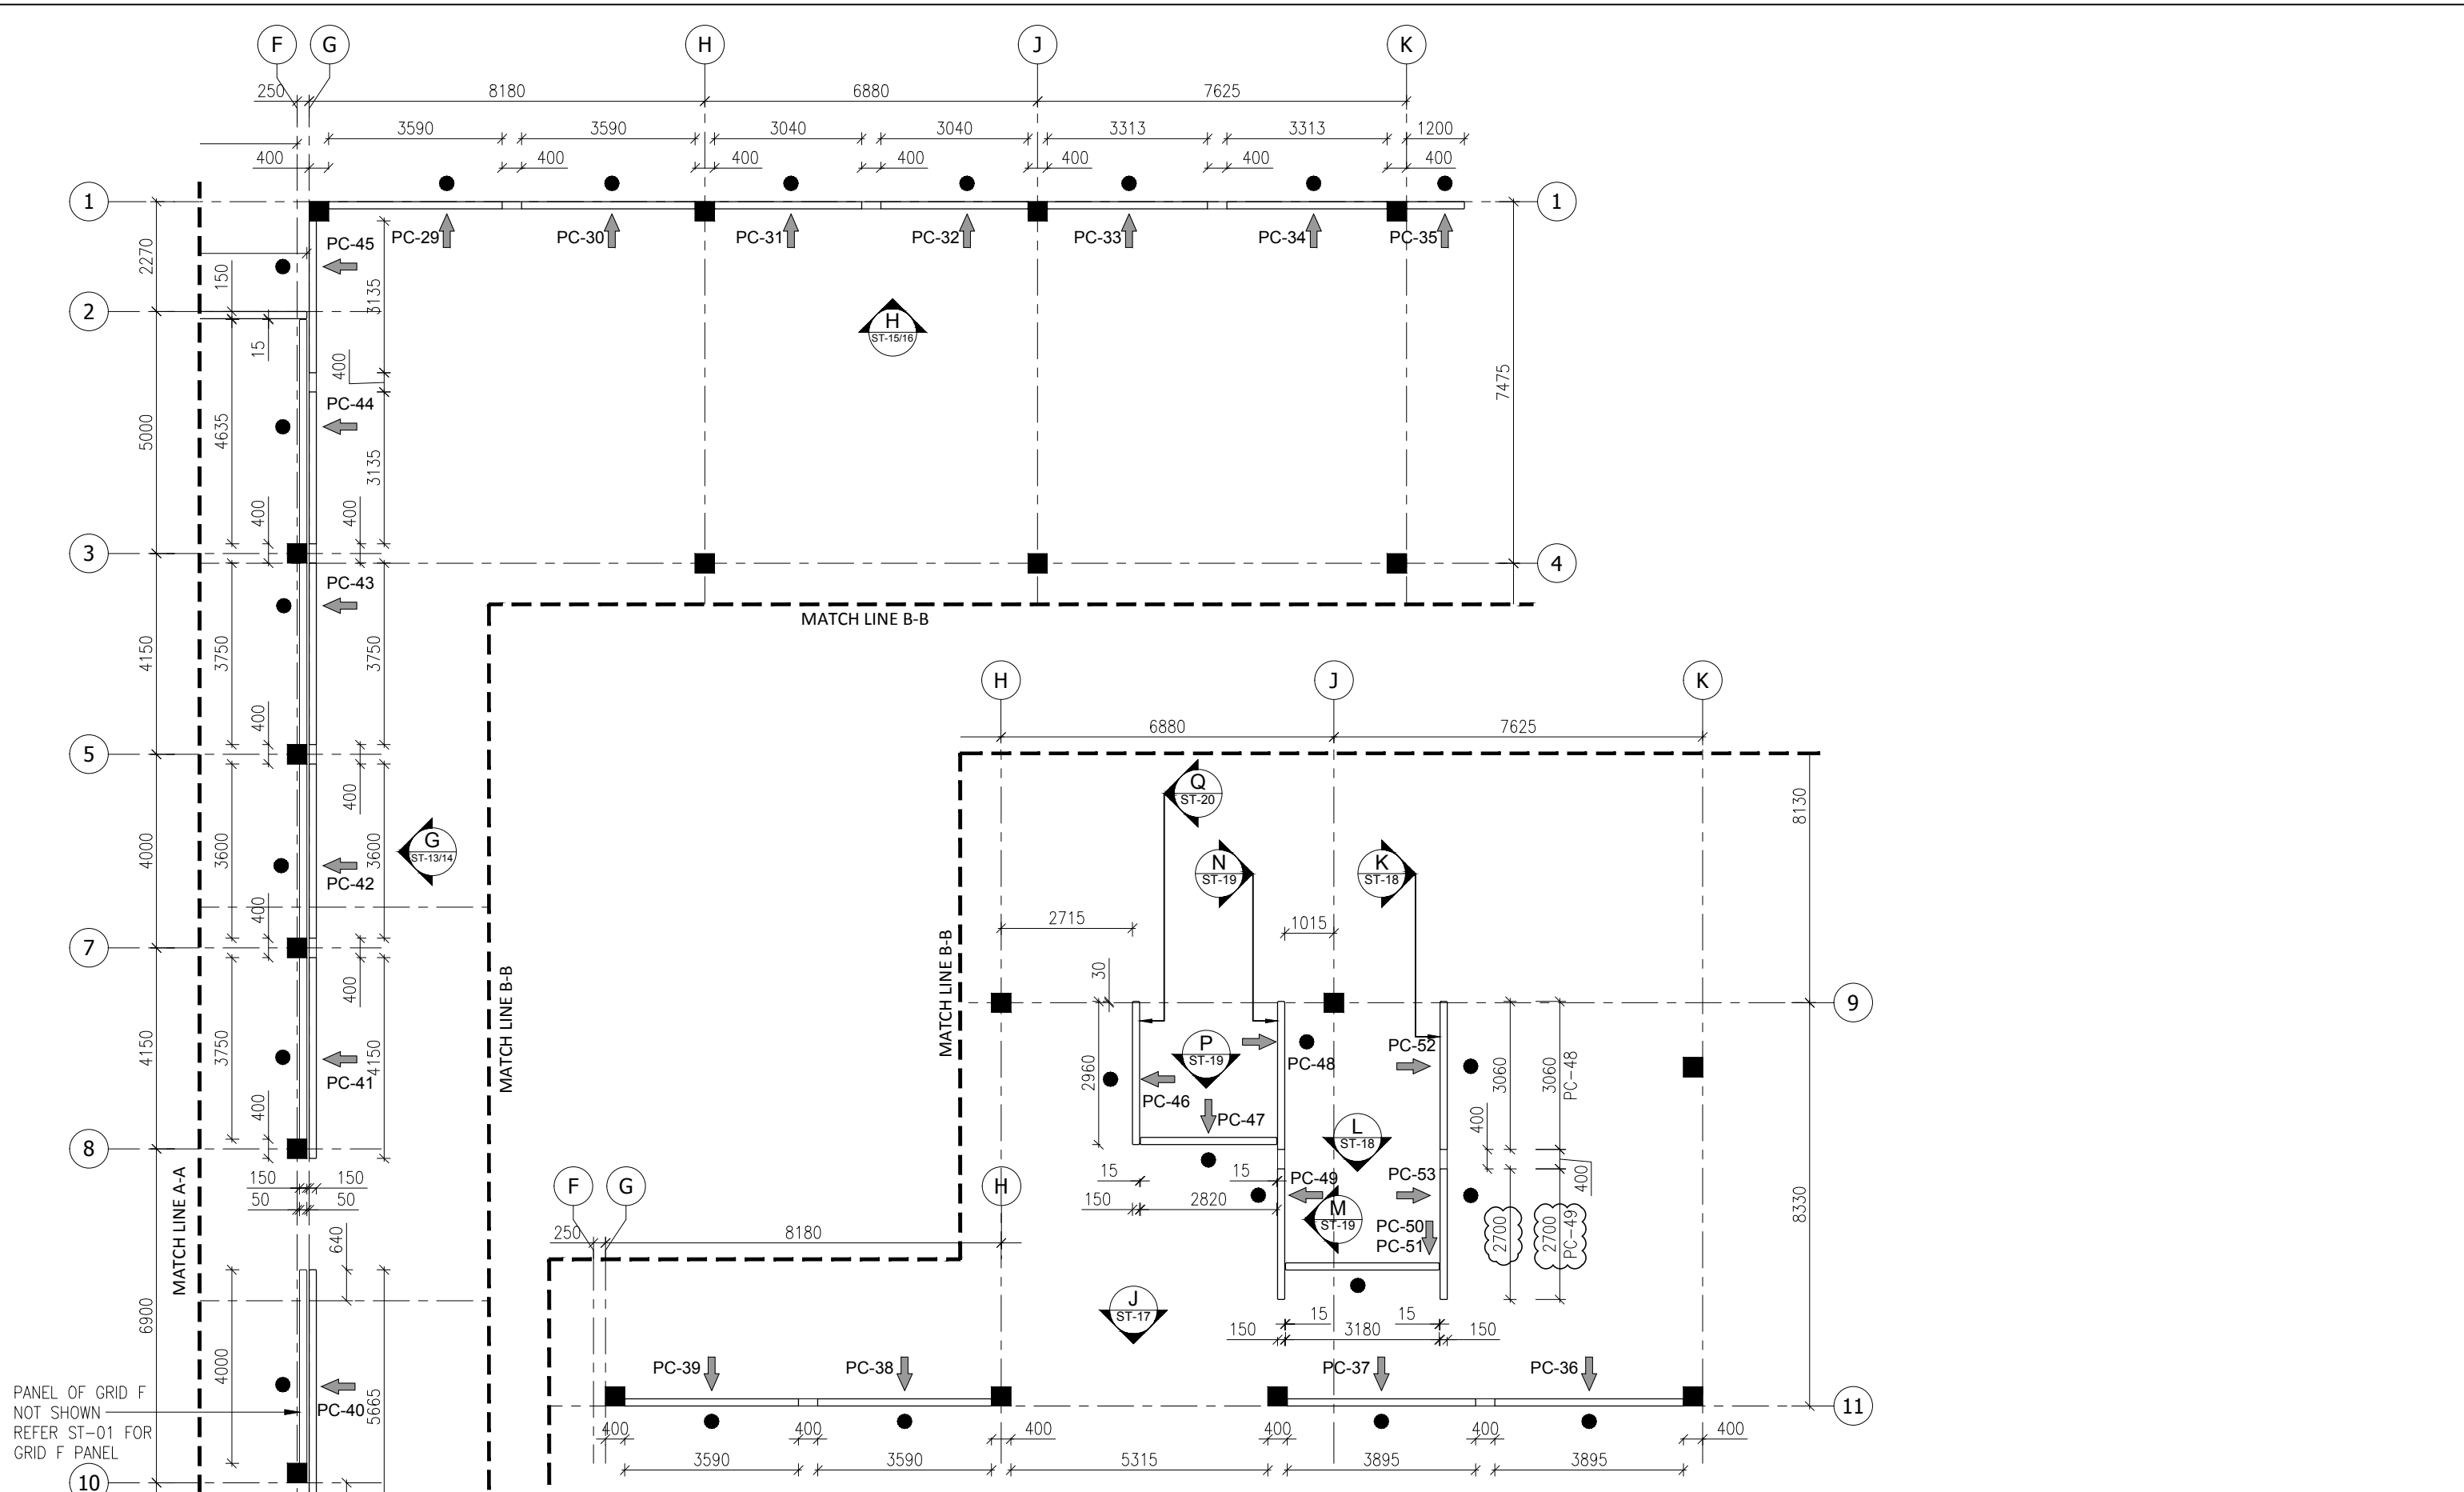 F
G
H
J
K
250
8180
6880
7625
3590
3590
3040
3040
3313
3313
1200
400
400
400
400
400
400
400
1
1
PC-45
PC-29
PC-30
PC-31
PC-32
PC-33
PC-34
PC-35
2270
150
3135
2
H
ST-15/16
15
400
7475
PC-44
5000
4635
3135
400
400
3
4
PC-43
MATCH LINE B-B
4150
3750
3750
H
J
K
400
6880
7625
5
400
8130
Q
ST-20
4000
3600
G
ST-13/14
3600
N
ST-19
K
ST-18
PC-42
400
2715
1015
7
MATCH LINE B-B
MATCH LINE B-B
400
30
9
4150
3750
4150
P
ST-19
PC-48
PC-52
2960
3060
3060
PC-48
PC-41
PC-46
PC-47
400
L
ST-18
400
8
MATCH LINE A-A
150
150
50
50
15
15
PC-49
PC-53
400
F
G
H
150
2820
M
ST-19
PC-50
PC-51
2700
2700
PC-49
8330
640
250
8180
6900
J
ST-17
15
15
150
3180
150
4000
5665
PC-39
PC-38
PC-37
PC-36
PANEL OF GRID F
NOT SHOWN
REFER ST-01 FOR
GRID F PANEL
PC-40
11
400
400
400
400
400
400
3590
3590
5315
3895
3895
10